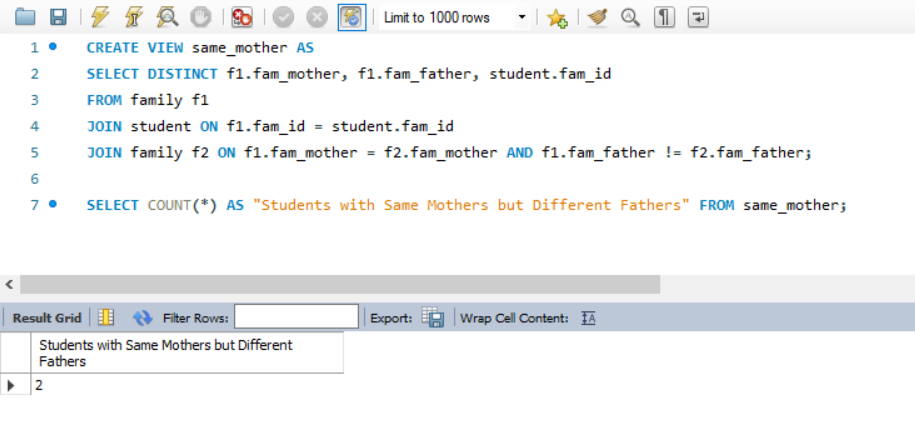 Limit to 1000 rows
1 CREATE VIEW same_mother AS
2 SELECT DISTINCT f1.fam_mother, f1.fam_father, student.fam_id
3 FROM family f1
4 JOIN student ON f1.fam_id = student.fam_id
5 JOIN family f2 ON f1.fam_mother = f2.fam_mother AND f1.fam_father != f2.fam_father;
6
7 SELECT COUNT(*) AS "Students with Same Mothers but Different Fathers" FROM same_mother;
Result Grid Filter Rows: Export: Wrap Cell Content: IA
Students with Same Mothers but Different
Fathers
2